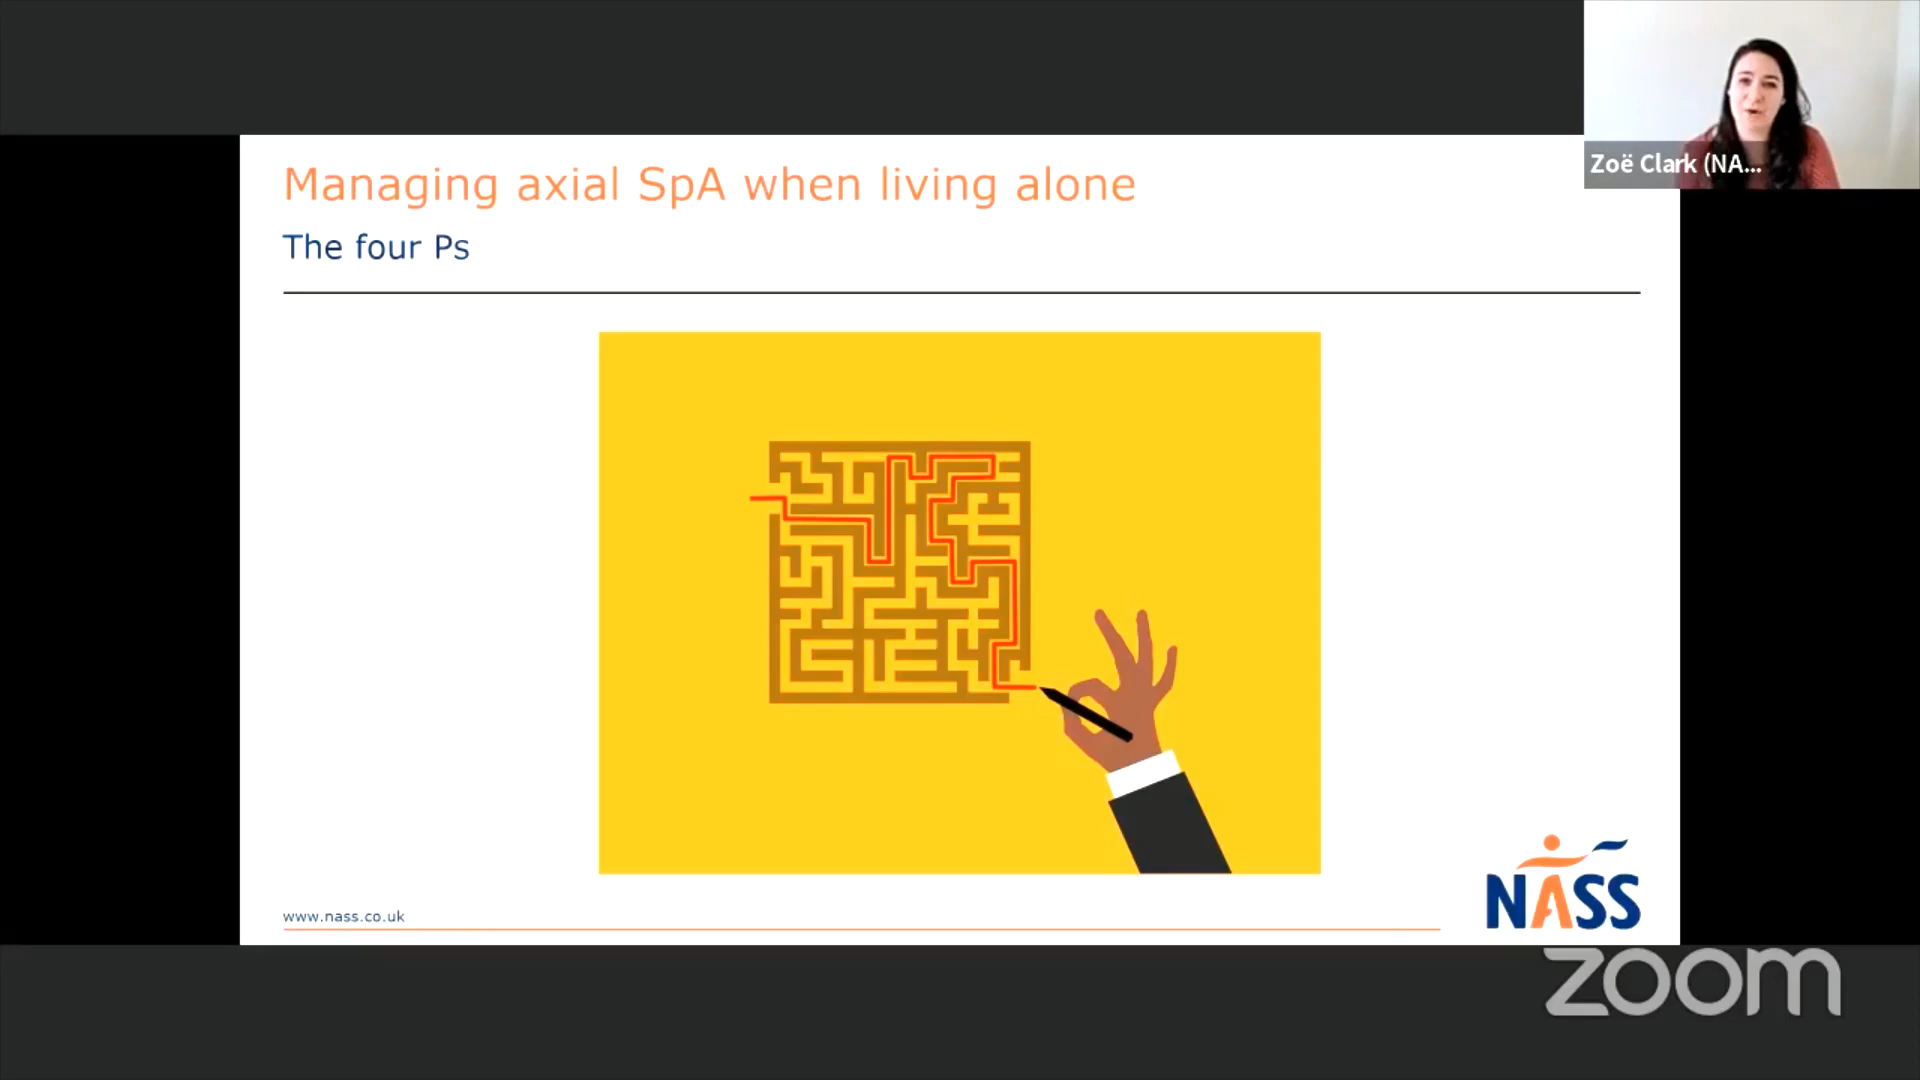 Zoë Clark (NA...
Managing axial SpA when living alone
The four Ps
www.nass.co.uk
NASS
zoom